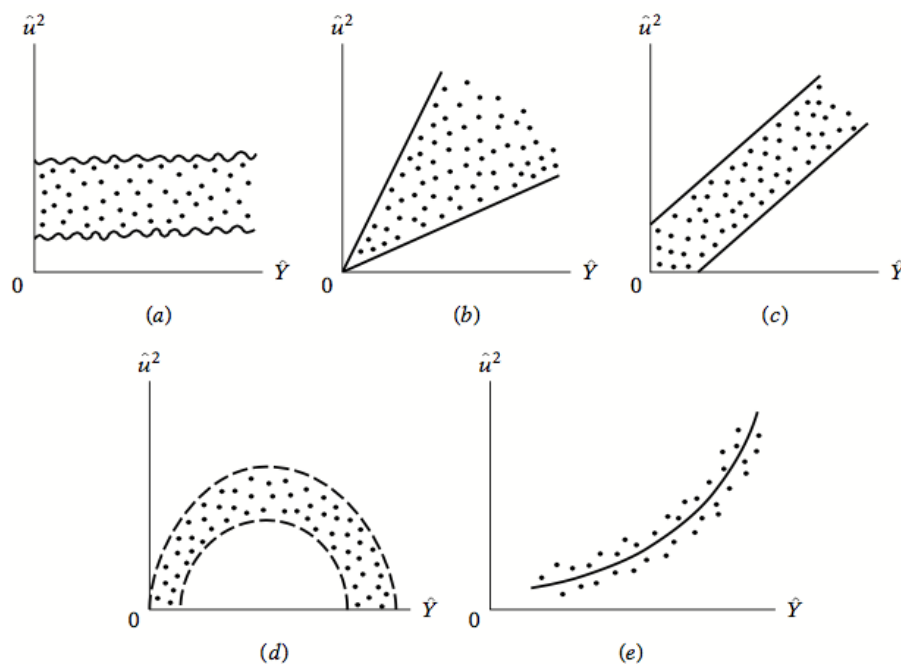 û² û² û²
0 Ŷ 0 Ŷ 0 Ŷ
(a) (b) (c)
û² û²
0 Ŷ 0 Ŷ
(d) (e)